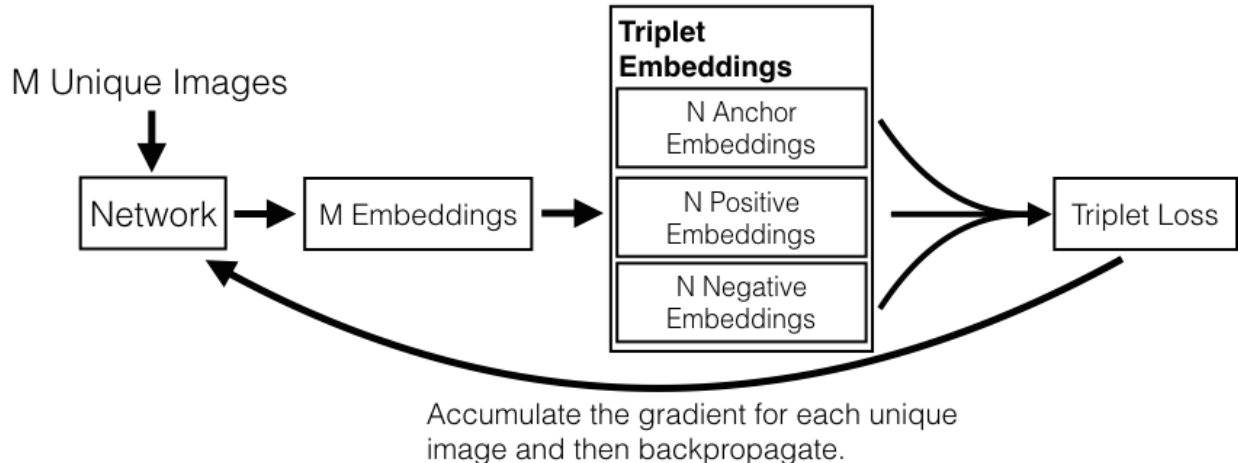 M Unique Images
Network
M Embeddings
Triplet
Embeddings
N Anchor
Embeddings
N Positive
Embeddings
N Negative
Embeddings
Triplet Loss
Accumulate the gradient for each unique
image and then backpropagate.